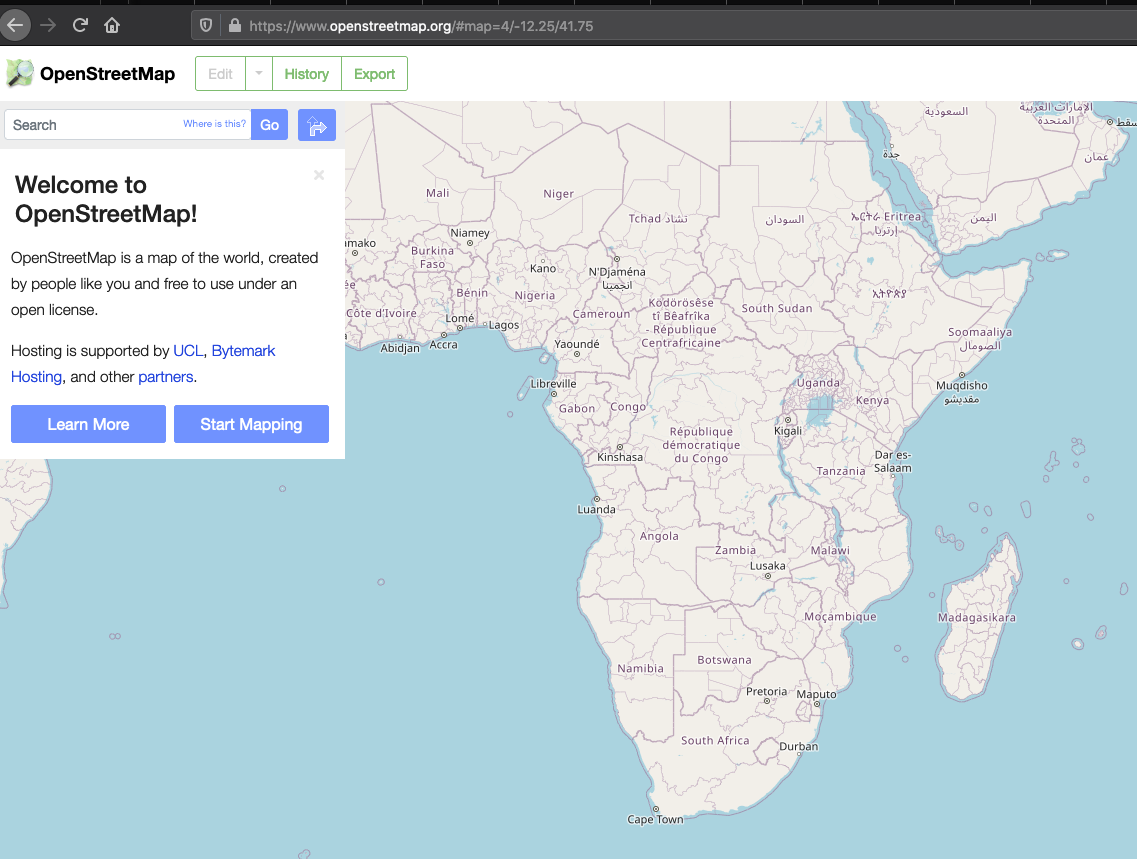 https://www.openstreetmap.org/#map=4/-12.25/41.75
OpenStreetMap
Edit
History
Export
Search
Where is this?
Go
Welcome to
OpenStreetMap!
OpenStreetMap is a map of the world, created
by people like you and free to use under an
open license.
Hosting is supported by UCL, Bytemark
Hosting, and other partners.
Learn More
Start Mapping
السعودية
الإمارات العربية
المتحدة
مسقط
جدة
عمان
Mali
Niger
Tchad تشاد
السودان
ኤርትራ Eritrea
إرتريا
اليمن
Niamey
Burkina
Faso
Kano
N'Djaména
انجمينا
Bénin
Nigeria
Côte d'Ivoire
Cameroun
Ködörösêse
tî Bêafrîka
- République
Centrafricaine
South Sudan
ኢትዮጵያ
Lomé
Lagos
Abidjan
Accra
Yaoundé
Soomaaliya
الصومال
Libreville
Uganda
Muqdisho
مقديشو
Gabon
Congo
Kenya
Kigali
République
démocratique
du Congo
Kinshasa
Dar es-
Salaam
Tanzania
Luanda
Angola
Zambia
Malawi
Lusaka
Moçambique
Madagasikara
Namibia
Botswana
Pretoria
Maputo
South Africa
Durban
Cape Town